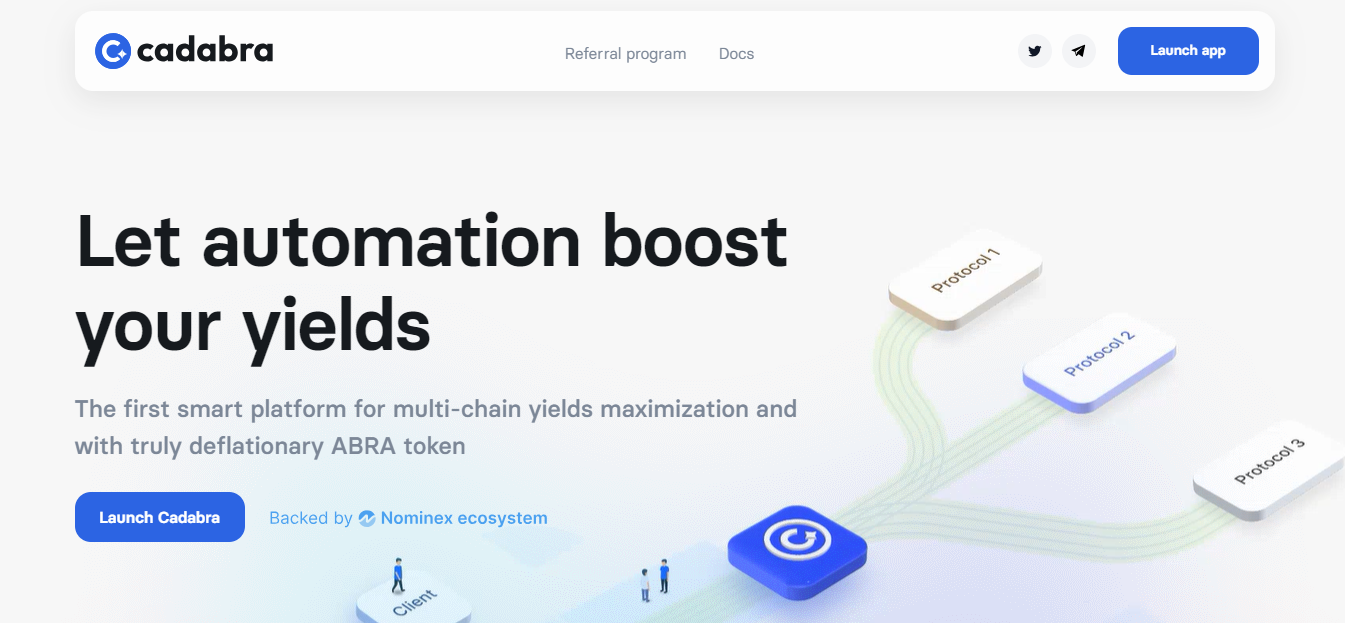 cadabra
Referral program
Docs
Launch app
Let automation boost
your yields
The first smart platform for multi-chain yields maximization and
with truly deflationary ABRA token
Launch Cadabra
Backed by Nominex ecosystem
Protocol 1
Protocol 2
Protocol 3
Client